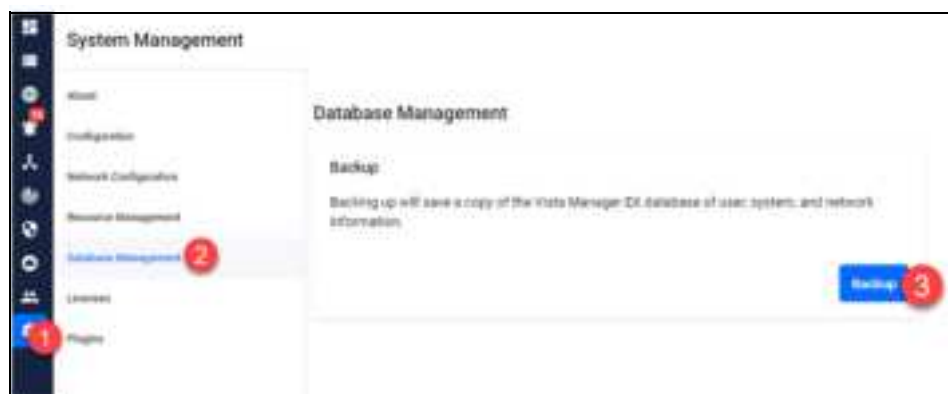 System Management
About
Configuration
Network Configuration
Resource Management
Database Management
2
Licenses
1
Plugins
Database Management
Backup
Backing up will save a copy of the Vista Manager EX database of user, system, and network
information.
Backup
3